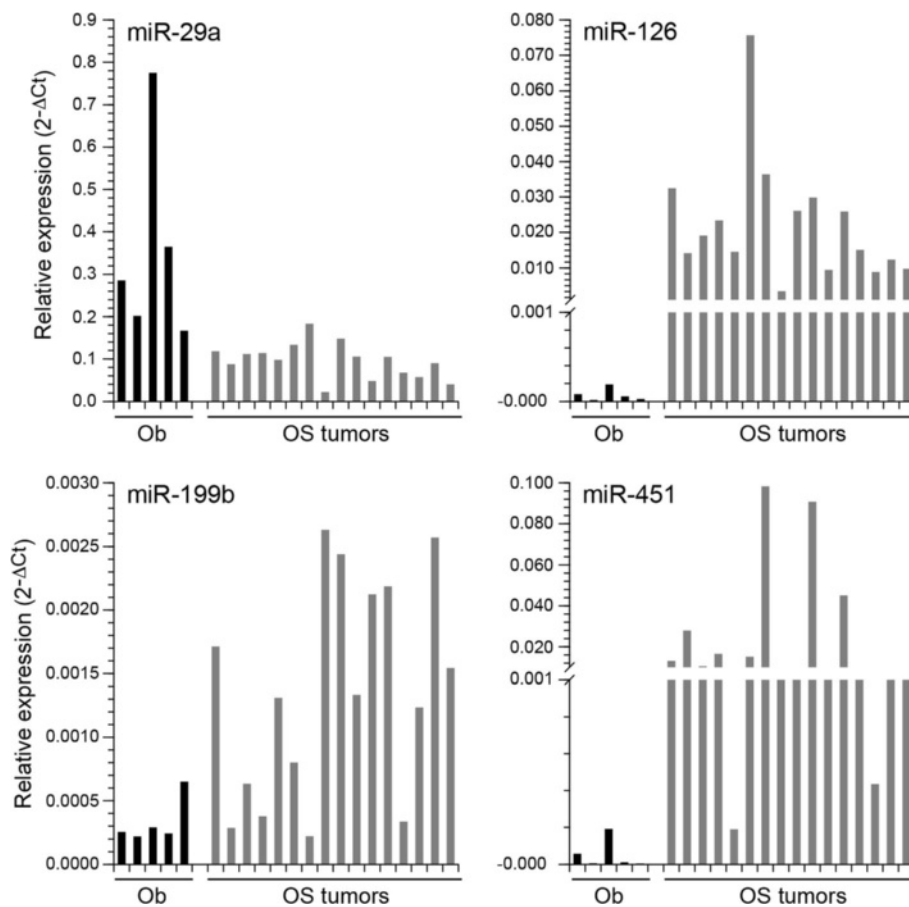 miR-29a
Relative expression (2-ΔCt)
0.9
0.8
0.7
0.6
0.5
0.4
0.3
0.2
0.1
0.0
Ob
OS tumors
miR-126
0.080
0.070
0.060
0.050
0.040
0.030
0.020
0.010
0.001
-0.000
Ob
OS tumors
miR-199b
Relative expression (2-ΔCt)
0.0030
0.0025
0.0020
0.0015
0.0010
0.0005
0.0000
Ob
OS tumors
miR-451
0.100
0.080
0.060
0.040
0.020
0.001
-0.000
Ob
OS tumors